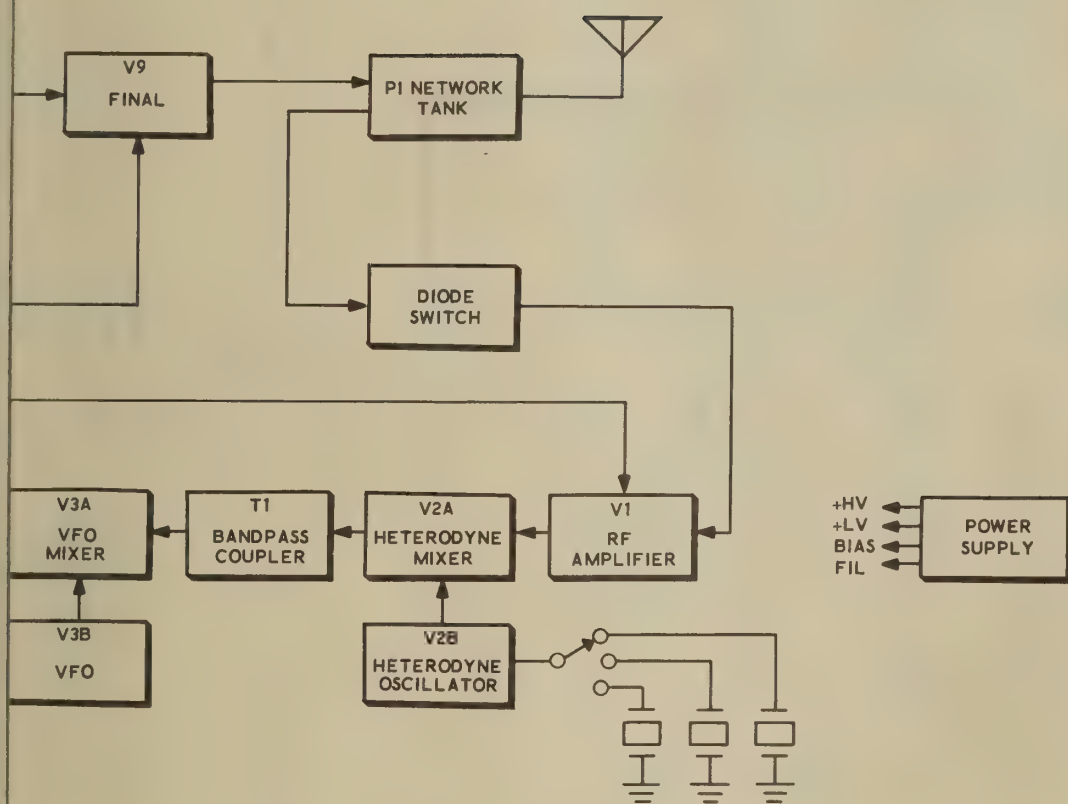 V9
FINAL
PI NETWORK
TANK
DIODE
SWITCH
V3A
VFO
MIXER
T1
BANDPASS
COUPLER
V2A
HETERODYNE
MIXER
V1
RF
AMPLIFIER
+HV
+LV
BIAS
FIL
POWER
SUPPLY
V3B
VFO
V2B
HETERODYNE
OSCILLATOR